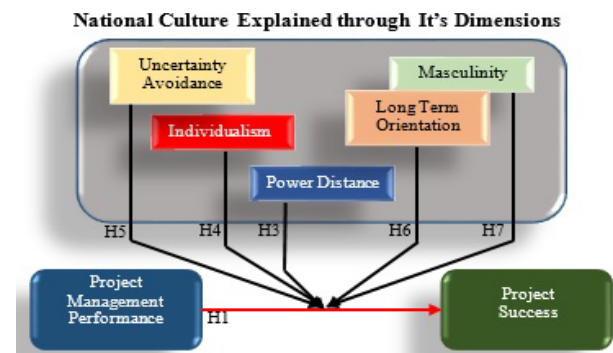 National Culture Explained through It's Dimensions
Uncertainty
Avoidance
Masculinity
Long Term
Orientation
Individualism
Power Distance
H5
H4
H3
H6
H7
Project
Management
Performance
H1
Project
Success